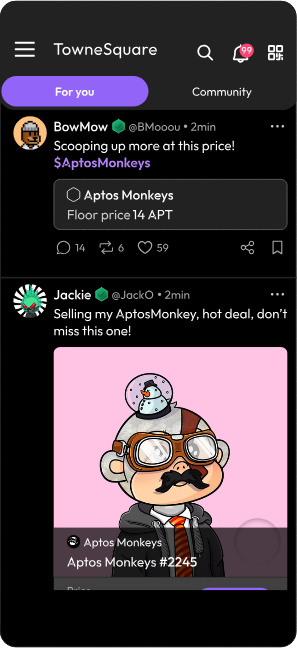 TowneSquare
99
For you
Community
BowMow @BMooou • 2min
Scooping up more at this price!
$AptosMonkeys
Aptos Monkeys
Floor price 14 APT
14 6 59
Jackie @JackO • 2min
Selling my AptosMonkey, hot deal, don't
miss this one!
Aptos Monkeys
Aptos Monkeys #2245
Price